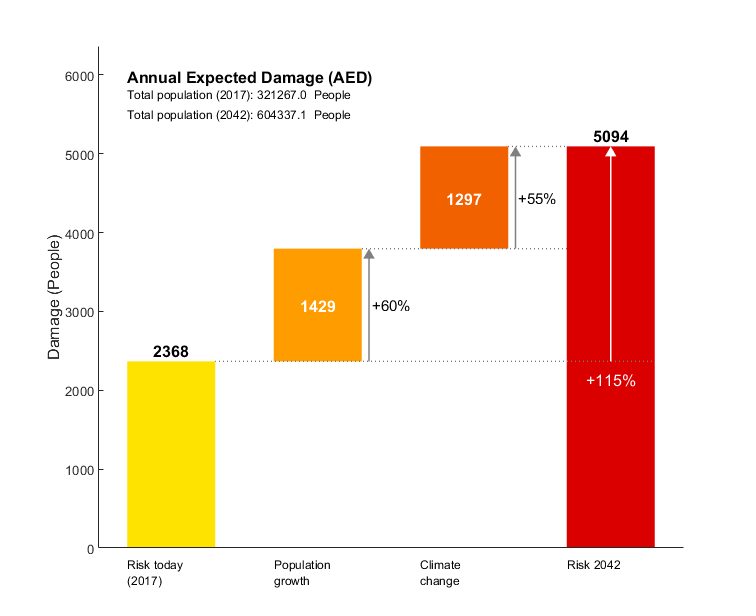 Annual Expected Damage (AED)
Total population (2017): 321267.0  People
Total population (2042): 604337.1  People
Damage (People)
6000
5000
4000
3000
2000
1000
0
2368
1429
+60%
1297
+55%
5094
+115%
Risk today
(2017)
Population
growth
Climate
change
Risk 2042